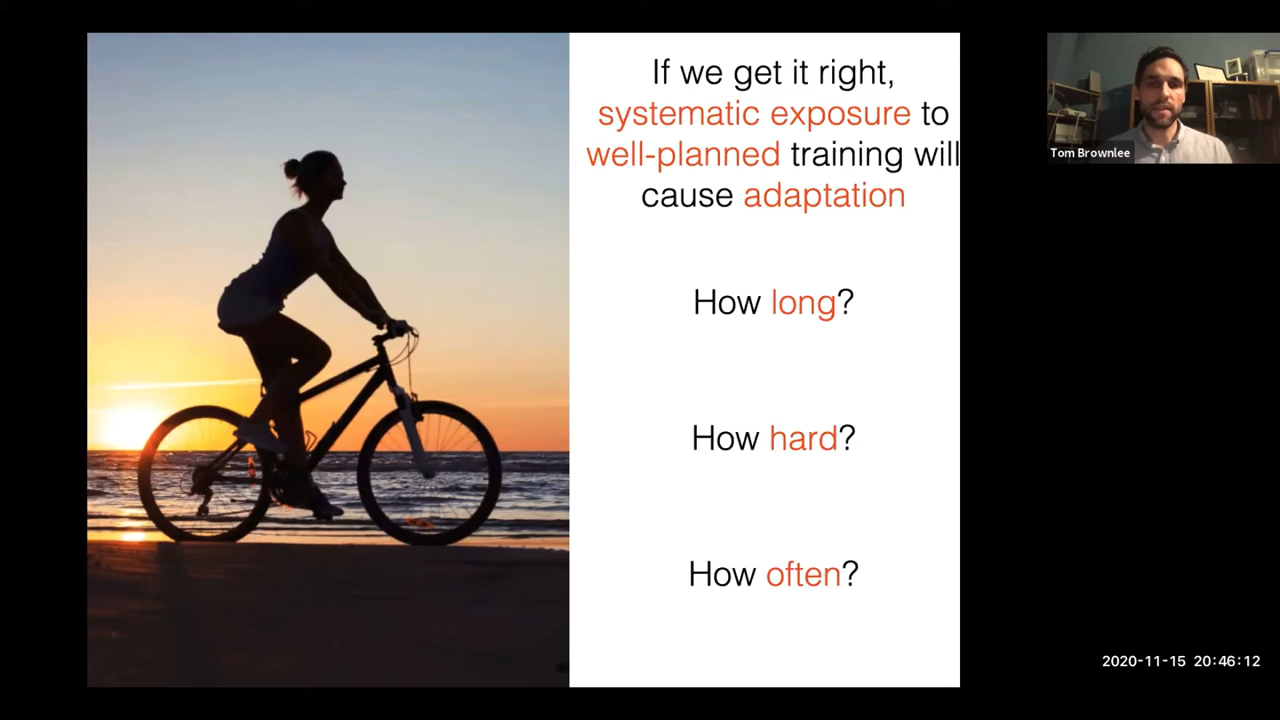 If we get it right,
systematic exposure to
well-planned training will
cause adaptation
How long?
How hard?
How often?
Tom Brownlee
2020-11-15 20:46:12